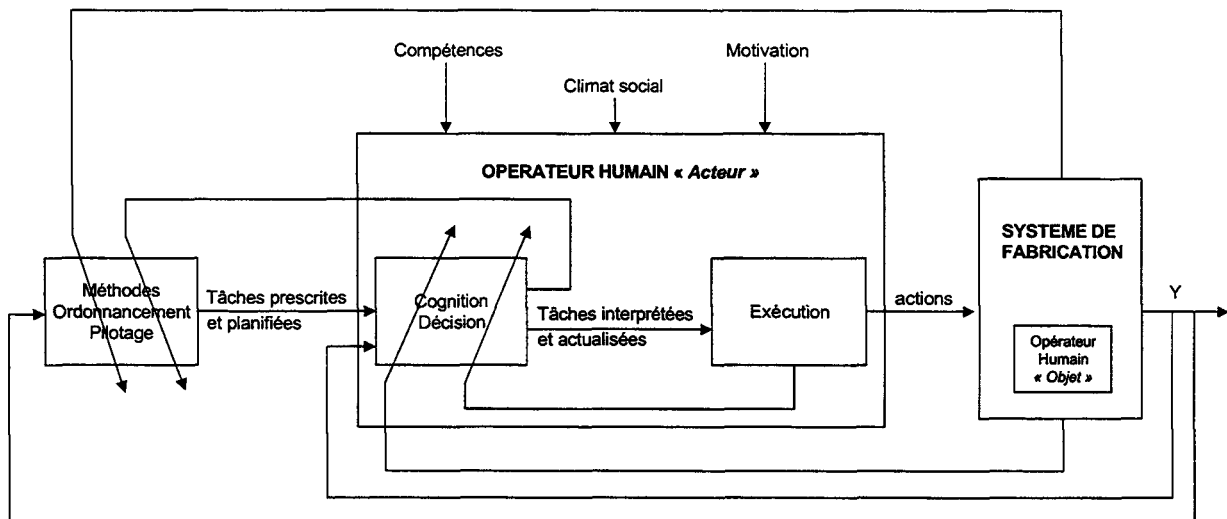 Compétences
Motivation
Climat social
OPERATEUR HUMAIN « Acteur »
SYSTEME DE
FABRICATION
Méthodes
Ordonnancement
Pilotage
Tâches prescrites
et planifiées
Cognition
Décision
Tâches interprétées
et actualisées
Exécution
actions
Y
Opérateur
Humain
« Objet »